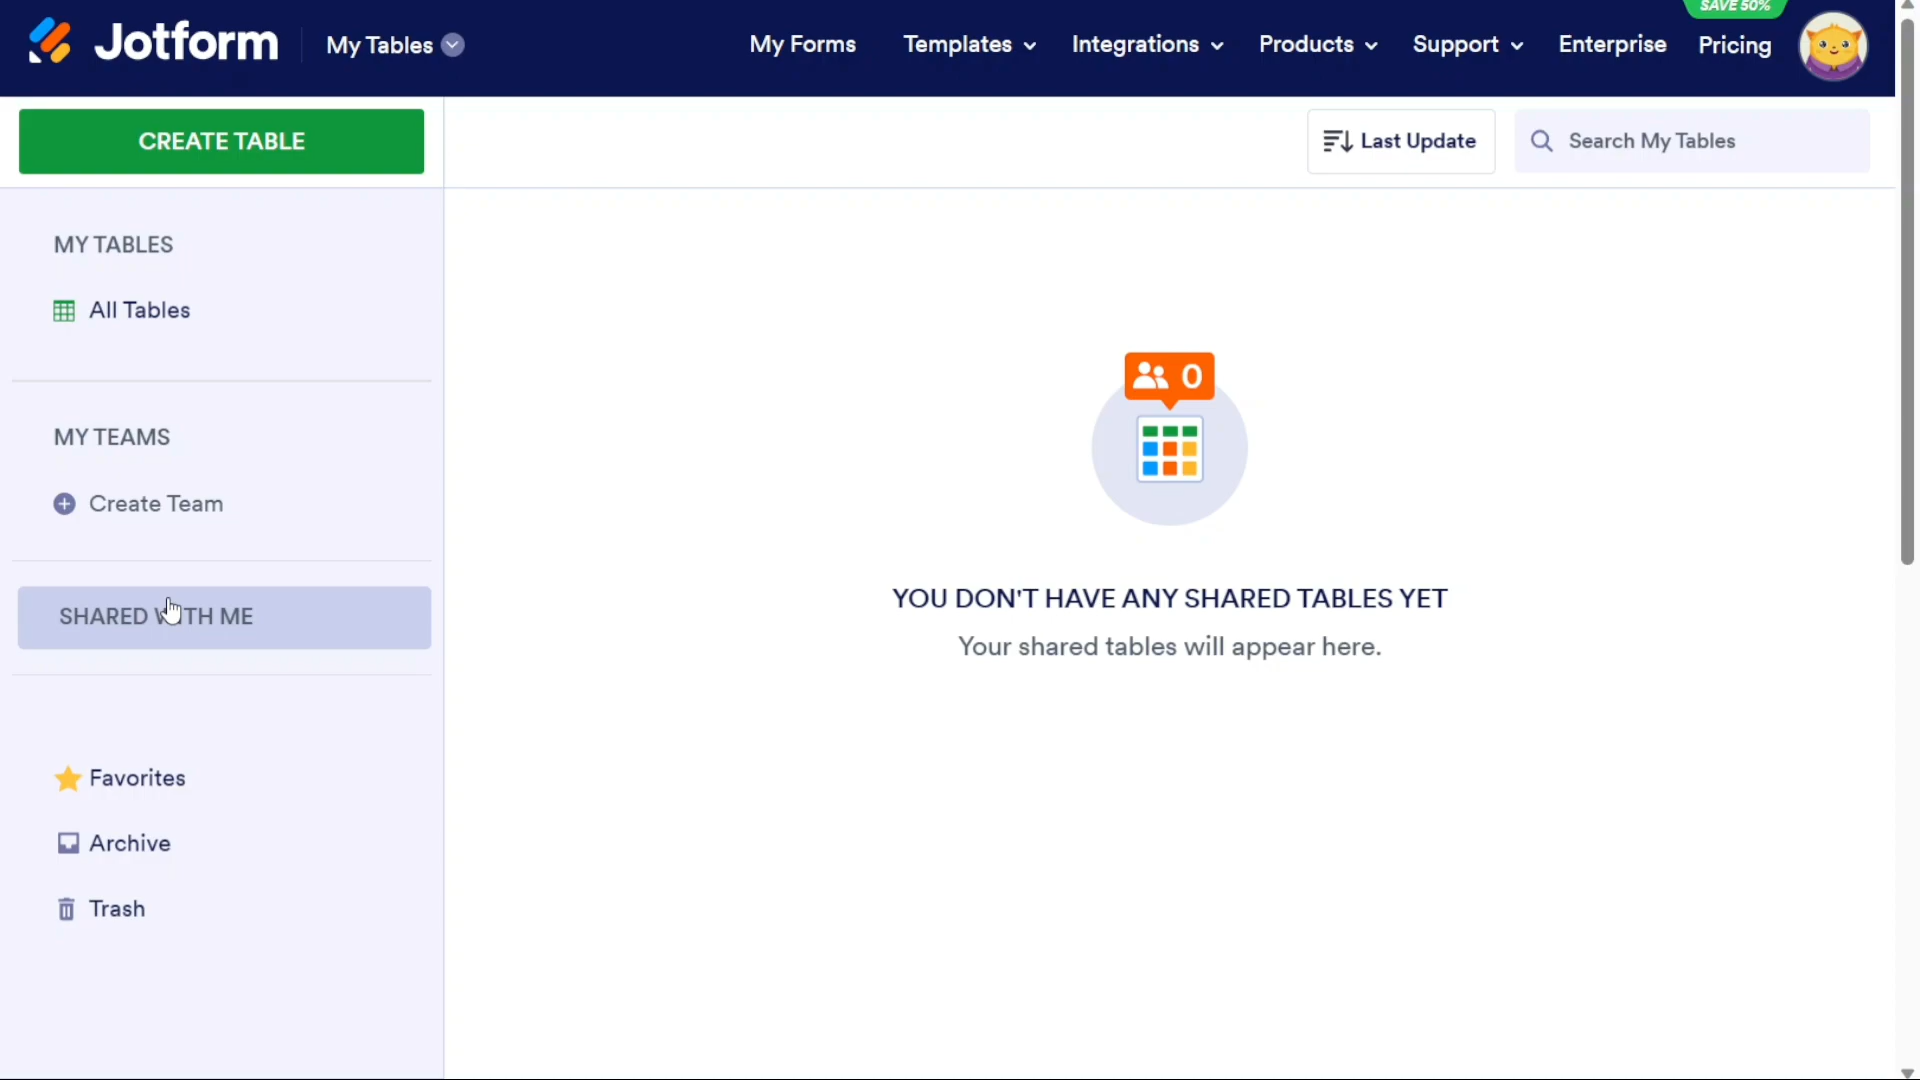 Jotform
My Tables
My Forms
Templates
Integrations
Products
Support
Enterprise
SAVE 50%
Pricing
CREATE TABLE
Last Update
Search My Tables
MY TABLES
All Tables
MY TEAMS
Create Team
SHARED WITH ME
Favorites
Archive
Trash
0
YOU DON'T HAVE ANY SHARED TABLES YET
Your shared tables will appear here.